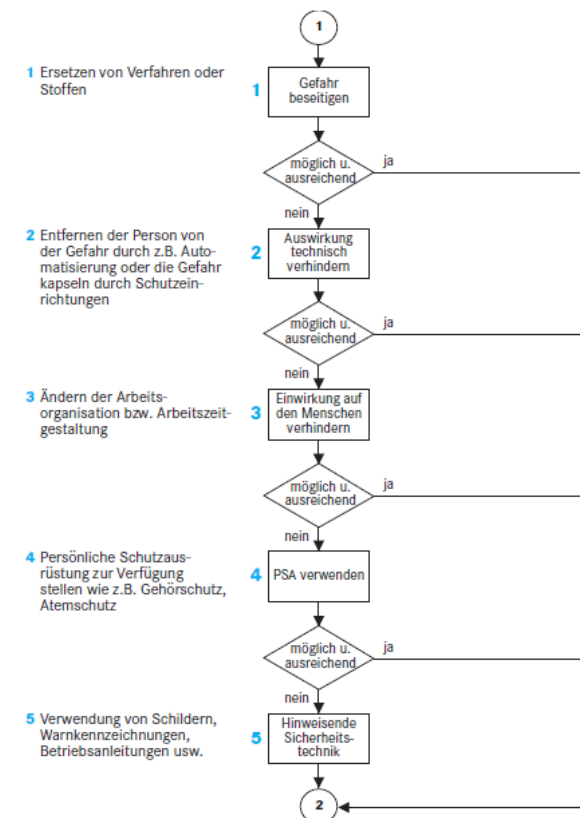 1
1 Ersetzen von Verfahren oder
Stoffen
1
Gefahr
beseitigen
möglich u.
ausreichend
ja
nein
2 Entfernen der Person von
der Gefahr durch z.B. Auto-
matisierung oder die Gefahr
kapseln durch Schutzein-
richtungen
2
Auswirkung
technisch
verhindern
möglich u.
ausreichend
ja
nein
3 Ändern der Arbeits-
organisation bzw. Arbeitszeit-
gestaltung
3
Einwirkung auf
den Menschen
verhindern
möglich u.
ausreichend
ja
nein
4 Persönliche Schutzaus-
rüstung zur Verfügung
stellen wie z.B. Gehörschutz,
Atemschutz
4
PSA verwenden
möglich u.
ausreichend
ja
nein
5 Verwendung von Schildern,
Warnkennzeichnungen,
Betriebsanleitungen usw.
5
Hinweisende
Sicherheits-
technik
2